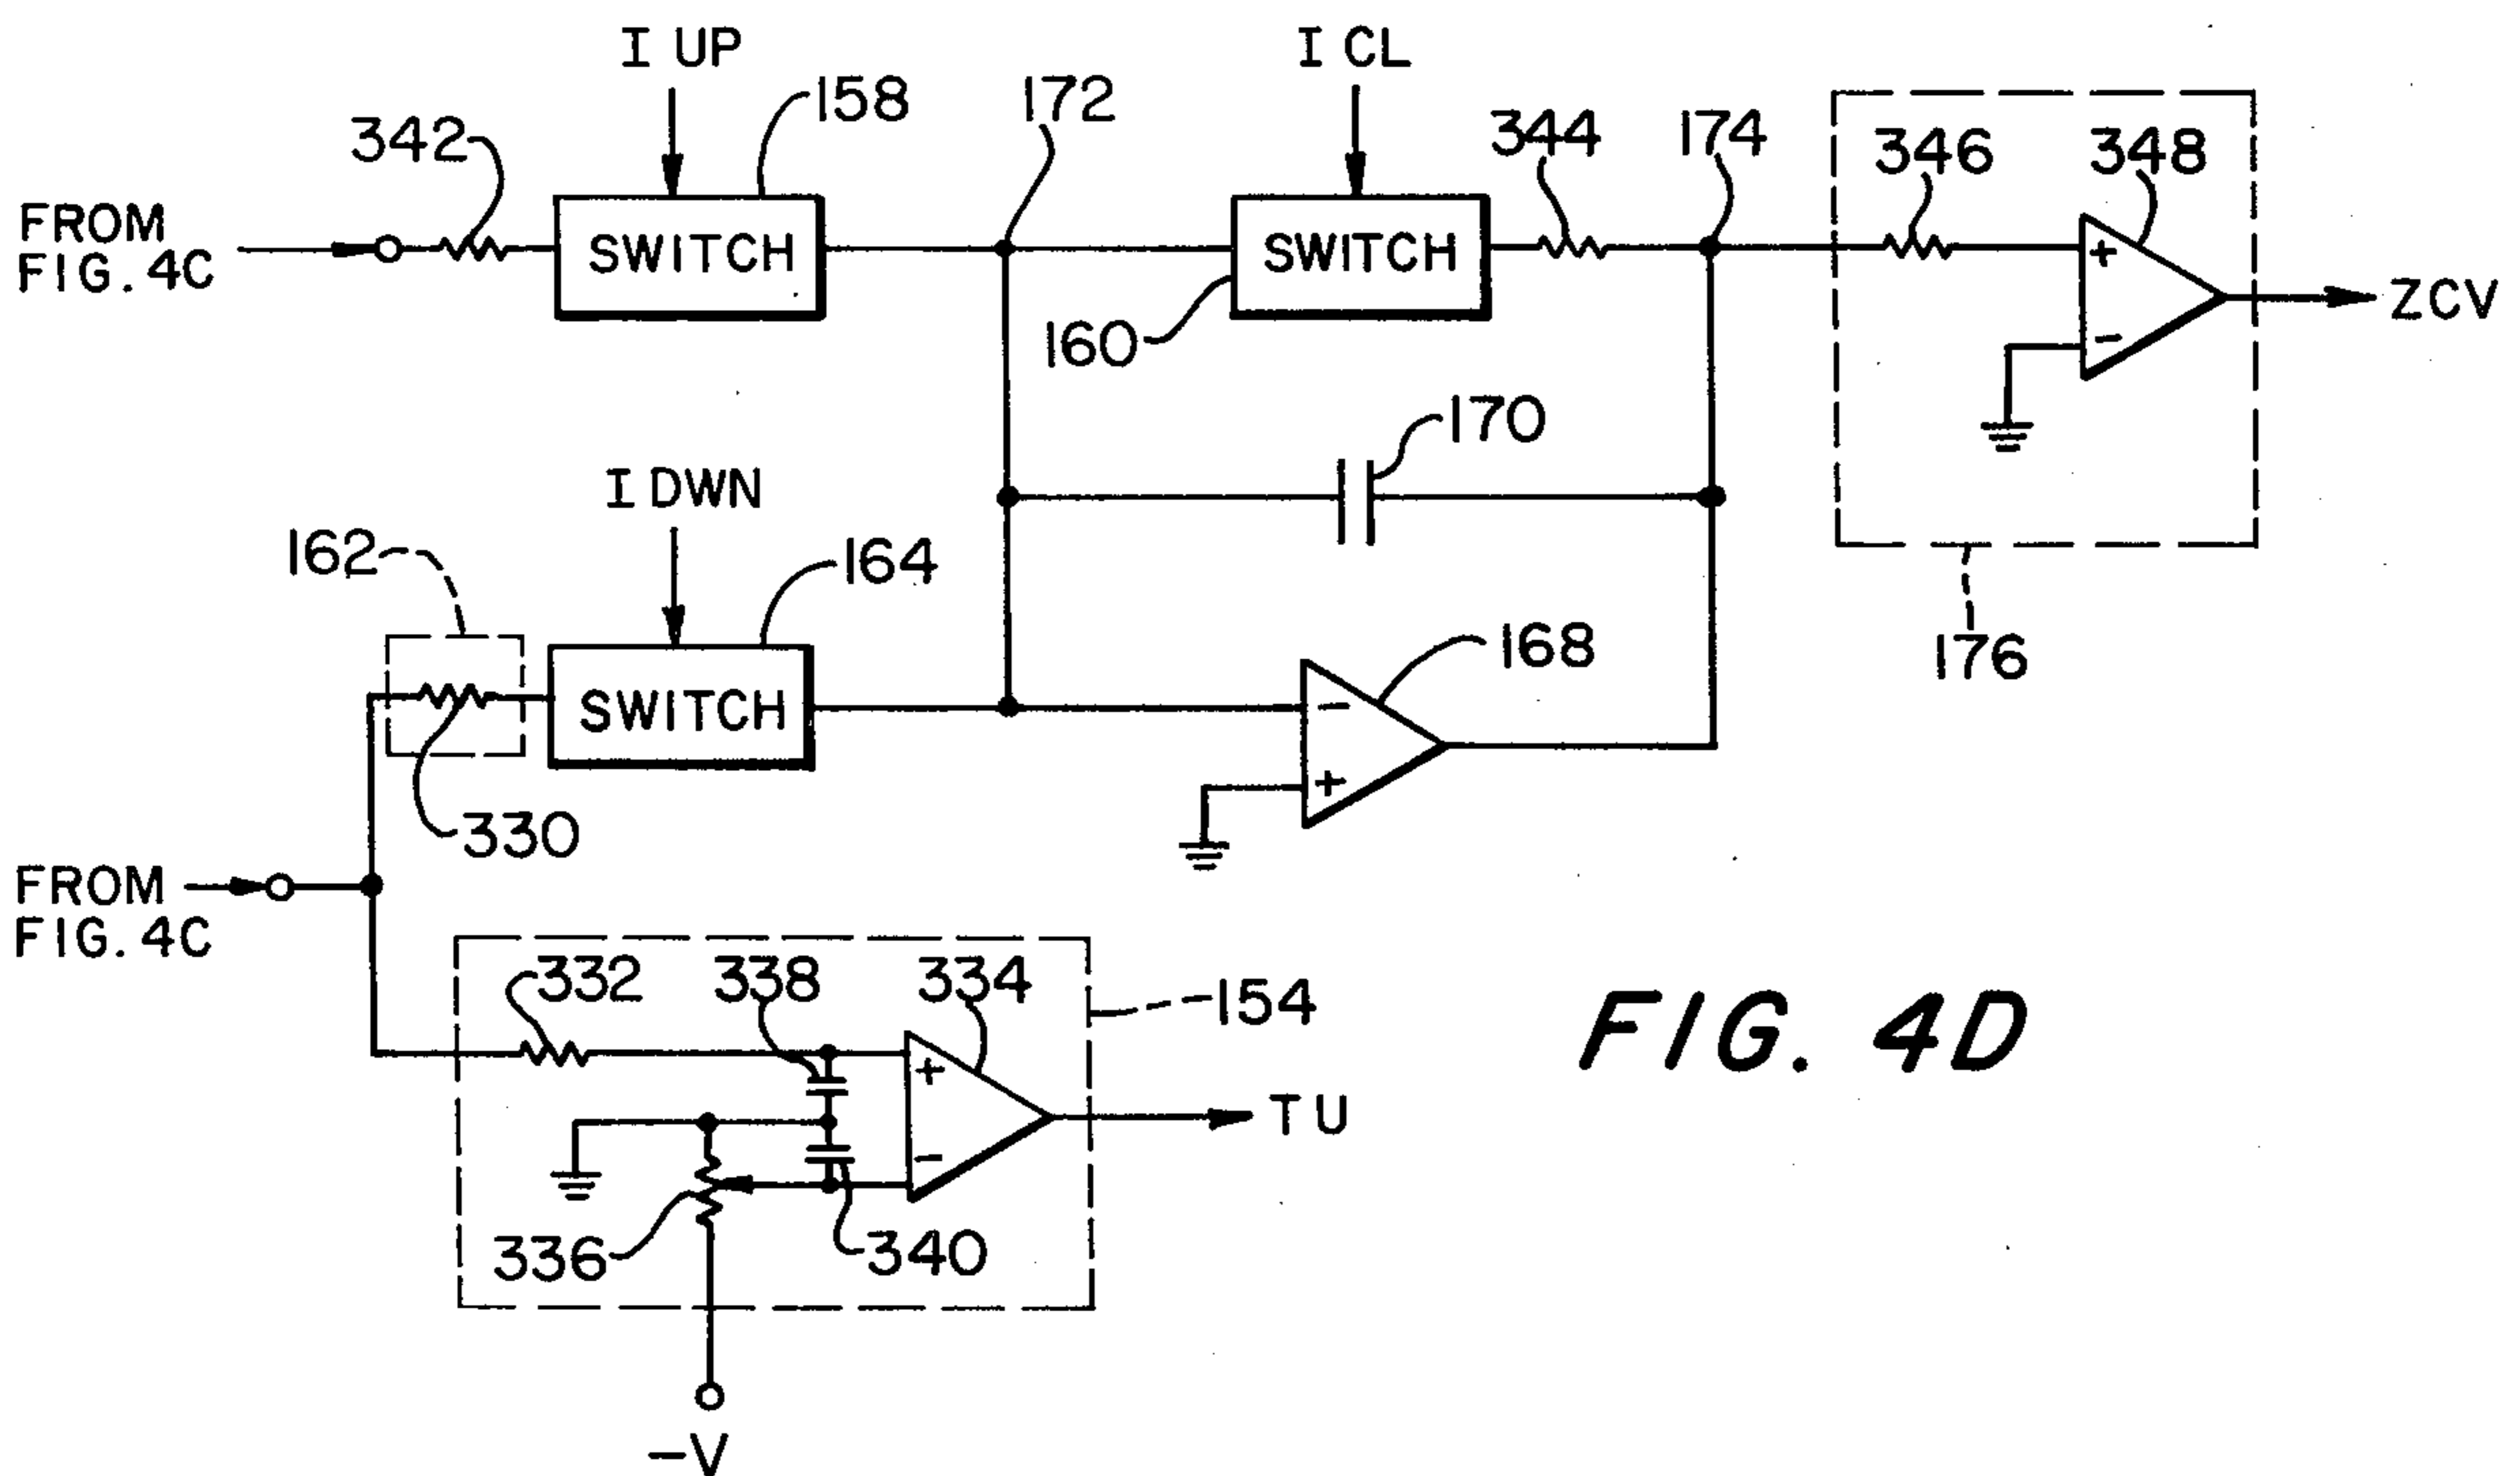 I UP
I CL
342
158
172
344
174
346
348
FROM
FIG. 4C
SWITCH
SWITCH
+
-
ZCV
160
170
I DWN
162
164
168
176
SWITCH
-
+
330
FROM
FIG. 4C
332
338
334
154
FIG. 4D
+
-
TU
336
340
-V